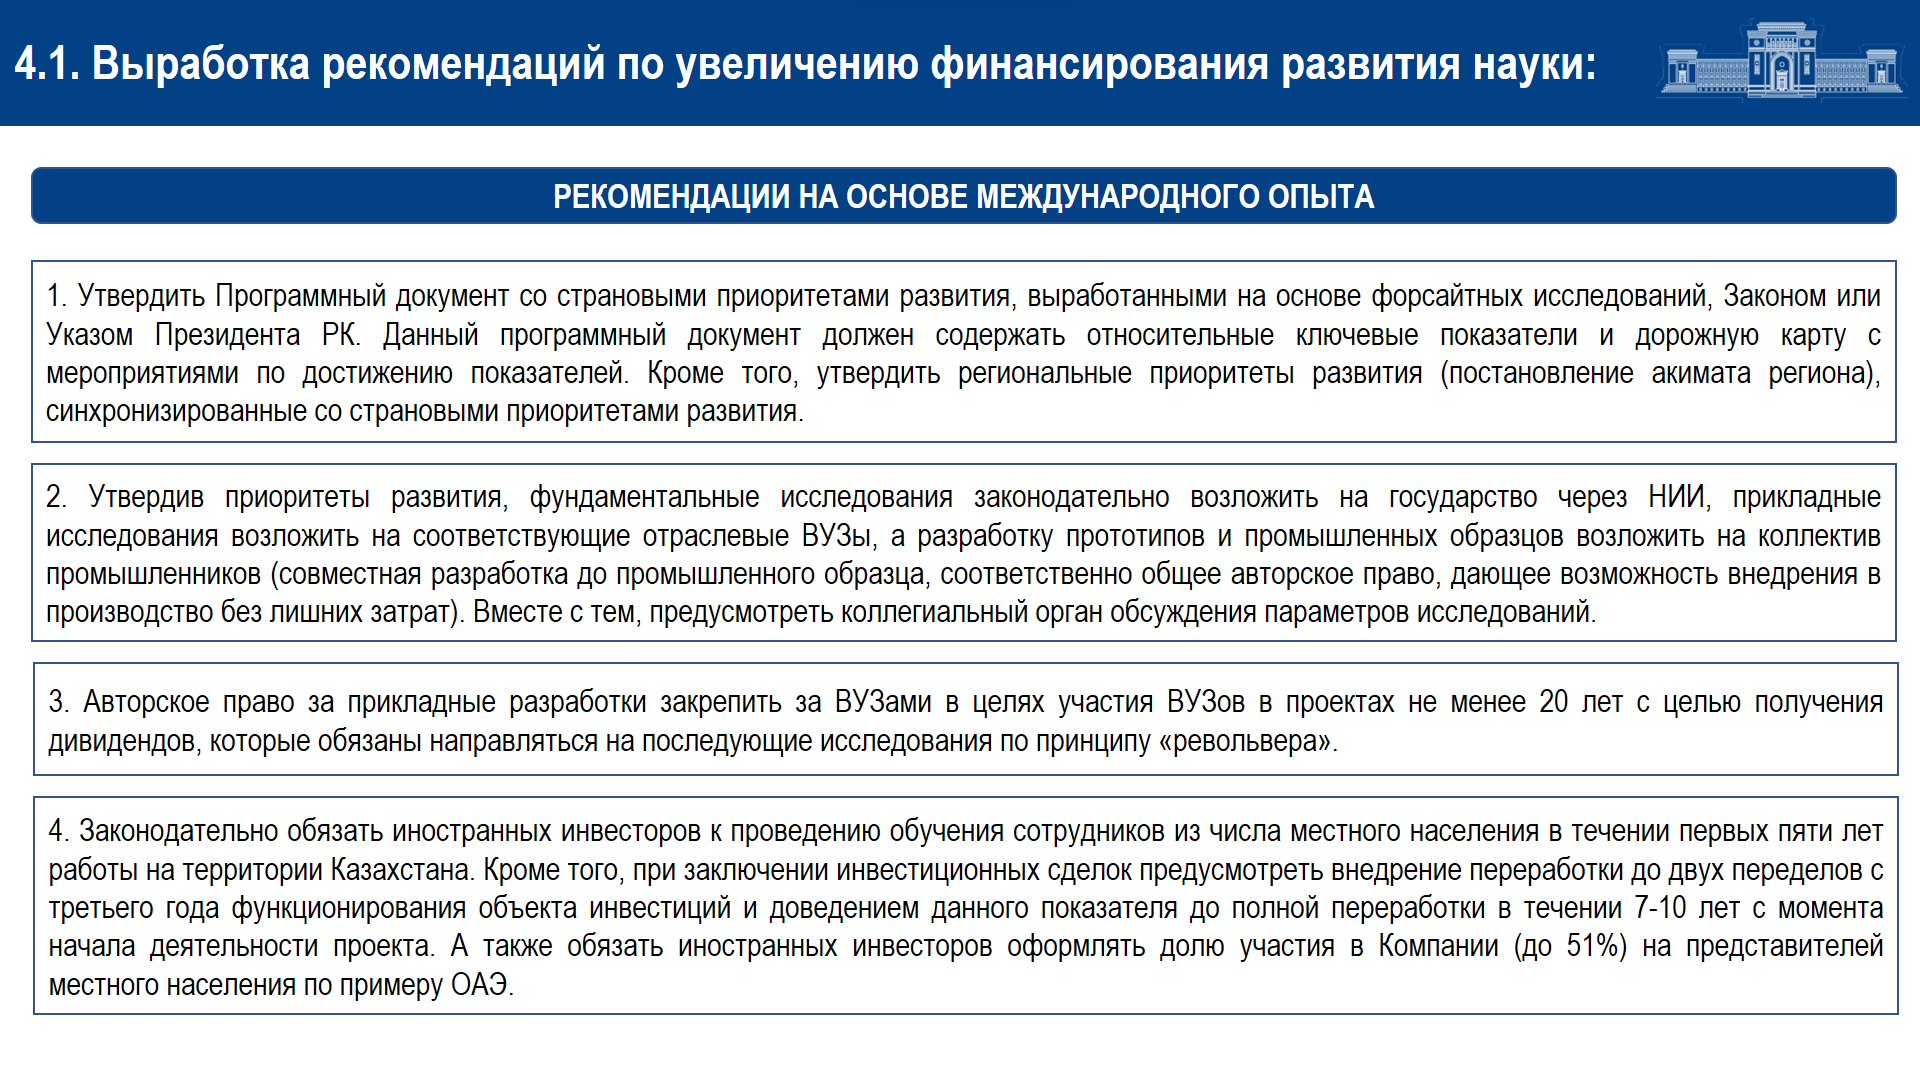 4.1. Выработка рекомендаций по увеличению финансирования развития науки:
РЕКОМЕНДАЦИИ НА ОСНОВЕ МЕЖДУНАРОДНОГО ОПЫТА
1. Утвердить Программный документ со страновыми приоритетами развития, выработанными на основе форсайтных исследований, Законом или
Указом Президента РК. Данный программный документ должен содержать относительные ключевые показатели и дорожную карту с
мероприятиями по достижению показателей. Кроме того, утвердить региональные приоритеты развития (постановление акимата региона),
синхронизированные со страновыми приоритетами развития.
2. Утвердив приоритеты развития, фундаментальные исследования законодательно возложить на государство через НИИ, прикладные
исследования возложить на соответствующие отраслевые ВУЗы, а разработку прототипов и промышленных образцов возложить на коллектив
промышленников (совместная разработка до промышленного образца, соответственно общее авторское право, дающее возможность внедрения в
производство без лишних затрат). Вместе с тем, предусмотреть коллегиальный орган обсуждения параметров исследований.
3. Авторское право за прикладные разработки закрепить за ВУЗами в целях участия ВУЗов в проектах не менее 20 лет с целью получения
дивидендов, которые обязаны направляться на последующие исследования по принципу «револьвера».
4. Законодательно обязать иностранных инвесторов к проведению обучения сотрудников из числа местного населения в течении первых пяти лет
работы на территории Казахстана. Кроме того, при заключении инвестиционных сделок предусмотреть внедрение переработки до двух переделов с
третьего года функционирования объекта инвестиций и доведением данного показателя до полной переработки в течении 7-10 лет с момента
начала деятельности проекта. А также обязать иностранных инвесторов оформлять долю участия в Компании (до 51%) на представителей
местного населения по примеру ОАЭ.